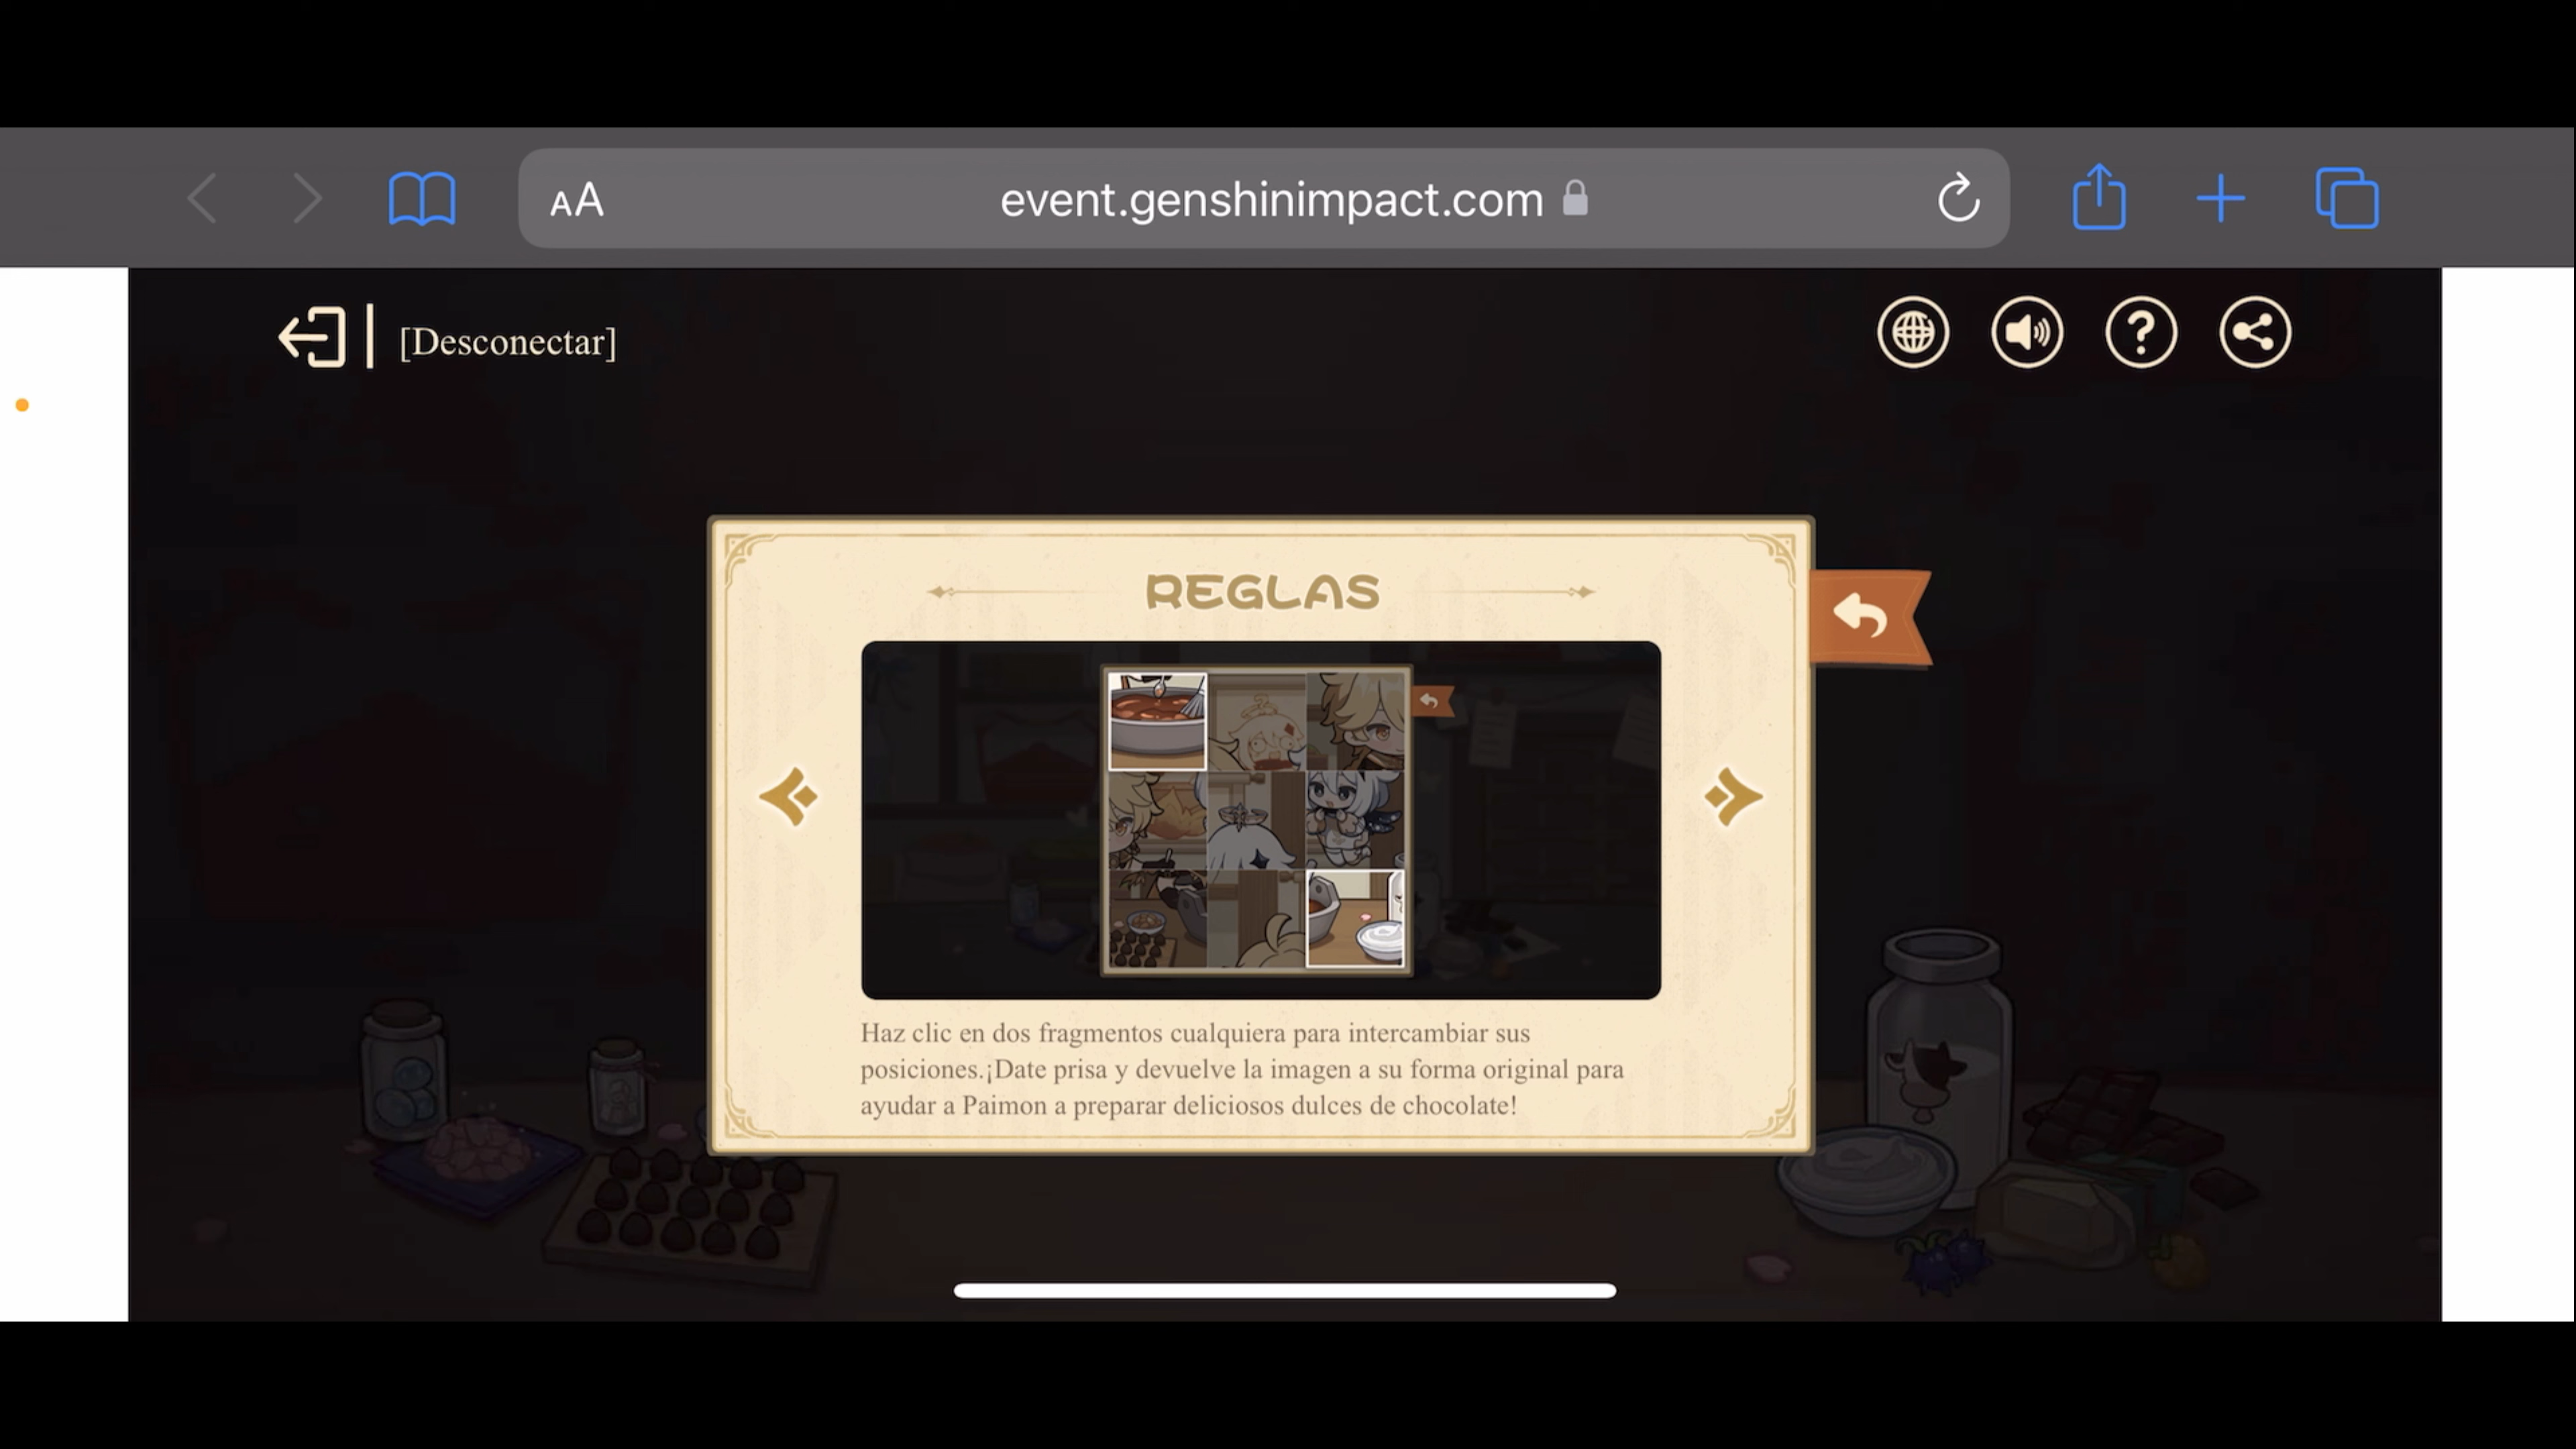 AA
event.genshinimpact.com
[Desconectar]
REGLAS
Haz clic en dos fragmentos cualquiera para intercambiar sus
posiciones.¡Date prisa y devuelve la imagen a su forma original para
ayudar a Paimon a preparar deliciosos dulces de chocolate!